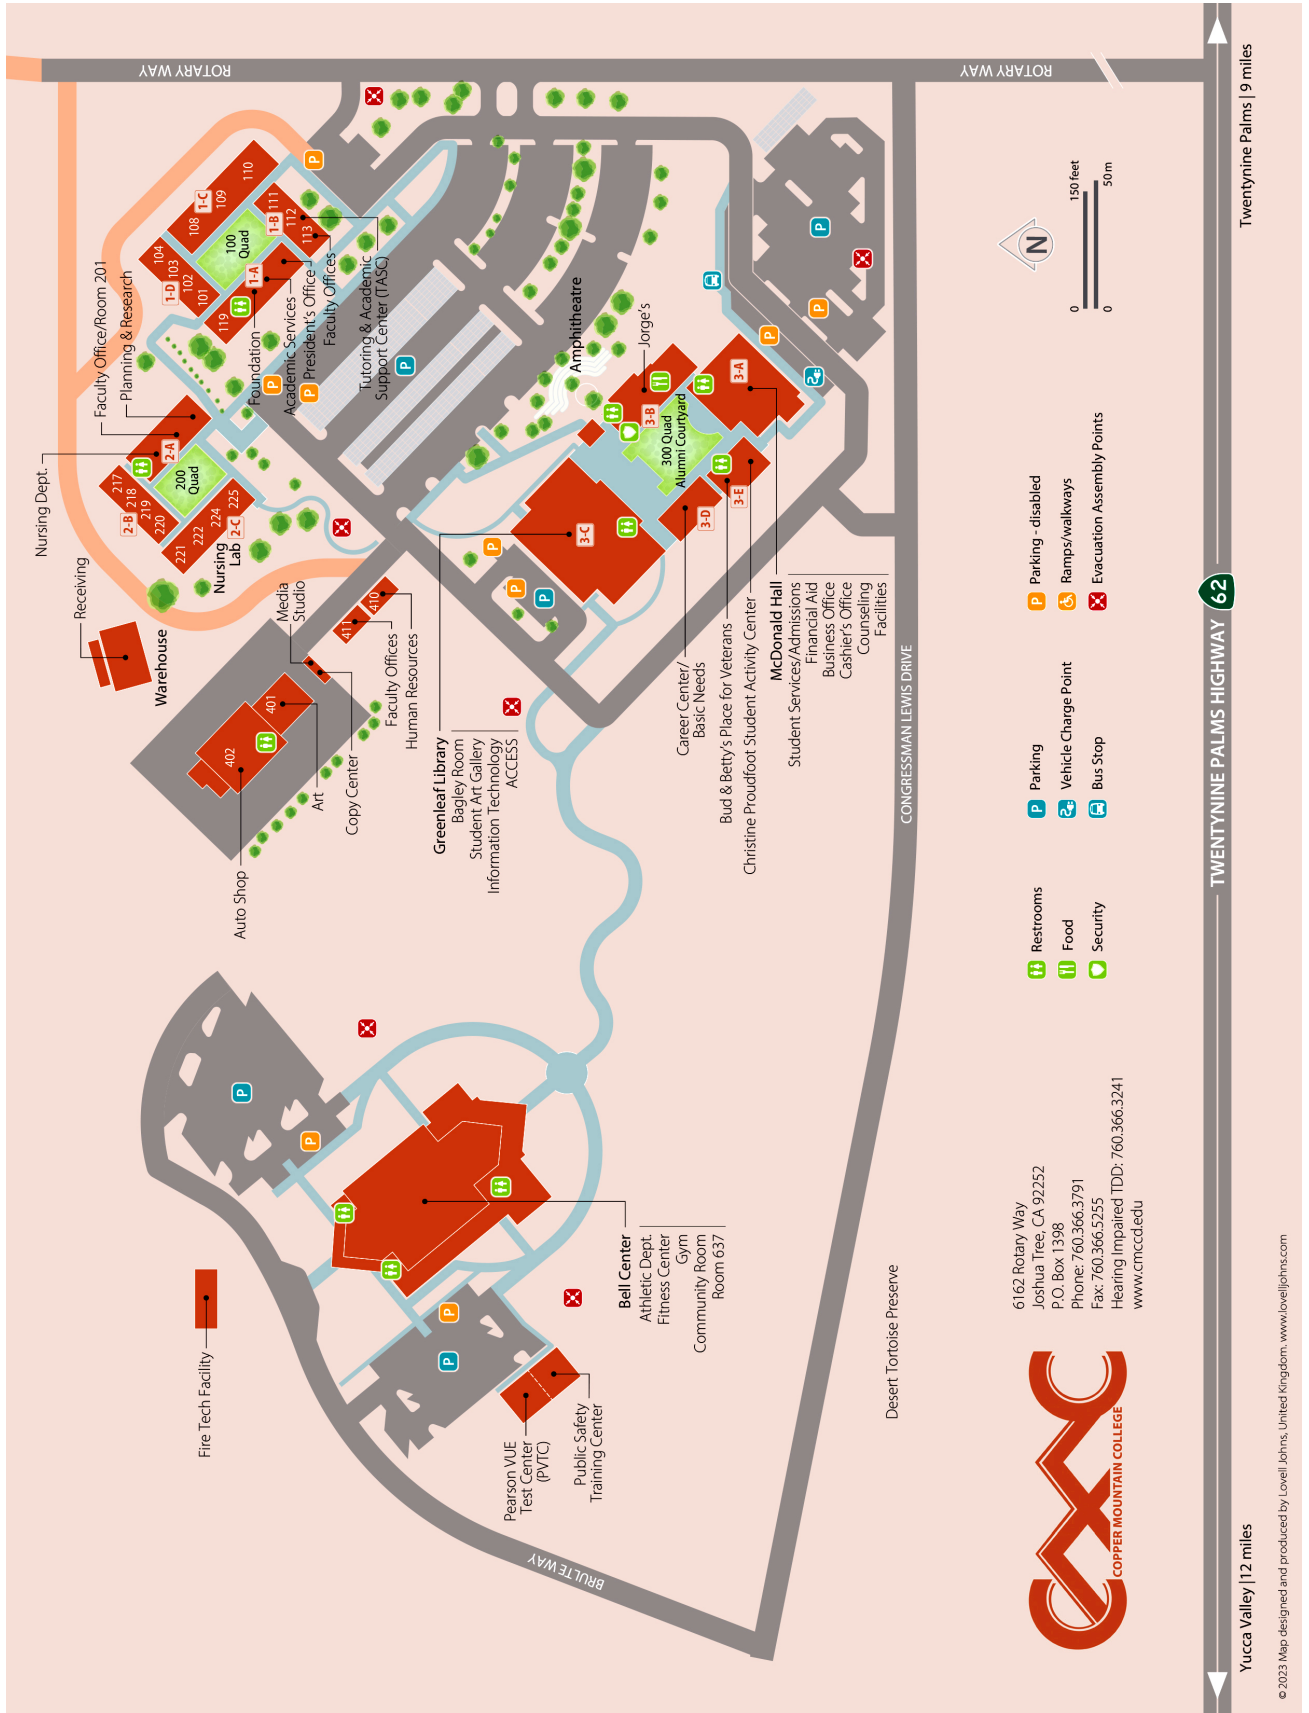 ROTARY WAY
ROTARY WAY
Nursing Dept.
Faculty Office/Room 201
Planning & Research
Receiving
Warehouse
217
218
219
220
2-B
2-A
200
Quad
221
222
224
225
2-C
Nursing
Lab
104
103
102
101
1-D
108
109
110
1-C
100
Quad
111
112
113
1-B
1-A
119
Foundation
Academic Services
President's Office
Faculty Offices
Tutoring & Academic
Support Center (TASC)
P
P
P
P
Media
Studio
410
411
Faculty Offices
Human Resources
401
402
Art
Copy Center
Auto Shop
Amphitheatre
Jorge's
3-A
3-B
3-C
3-D
3-E
300 Quad
Alumni Courtyard
P
P
P
P
P
P
Greenleaf Library
Bagley Room
Student Art Gallery
Information Technology
ACCESS
Career Center/
Basic Needs
Bud & Betty's Place for Veterans
Christine Proudfoot Student Activity Center
McDonald Hall
Student Services/Admissions
Financial Aid
Business Office
Cashier's Office
Counseling
Facilities
P
P
P
P
Bell Center
Athletic Dept.
Fitness Center
Gym
Community Room
Room 637
Fire Tech Facility
Pearson VUE
Test Center
(PVTC)
Public Safety
Training Center
BRULTE WAY
CONGRESSMAN LEWIS DRIVE
Desert Tortoise Preserve
N
0
150 feet
0
50m
Restrooms
Food
Security
P
Parking
Vehicle Charge Point
Bus Stop
P
Parking - disabled
Ramps/walkways
Evacuation Assembly Points
COPPER MOUNTAIN COLLEGE
6162 Rotary Way
Joshua Tree, CA 92252
P.O. Box 1398
Phone: 760.366.3791
Fax: 760.366.5255
Hearing Impaired TDD: 760.366.3241
www.cmccd.edu
TWENTYNINE PALMS HIGHWAY
62
Yucca Valley | 12 miles
Twentynine Palms | 9 miles
© 2023 Map designed and produced by Lovell Johns, United Kingdom. www.lovelljohns.com